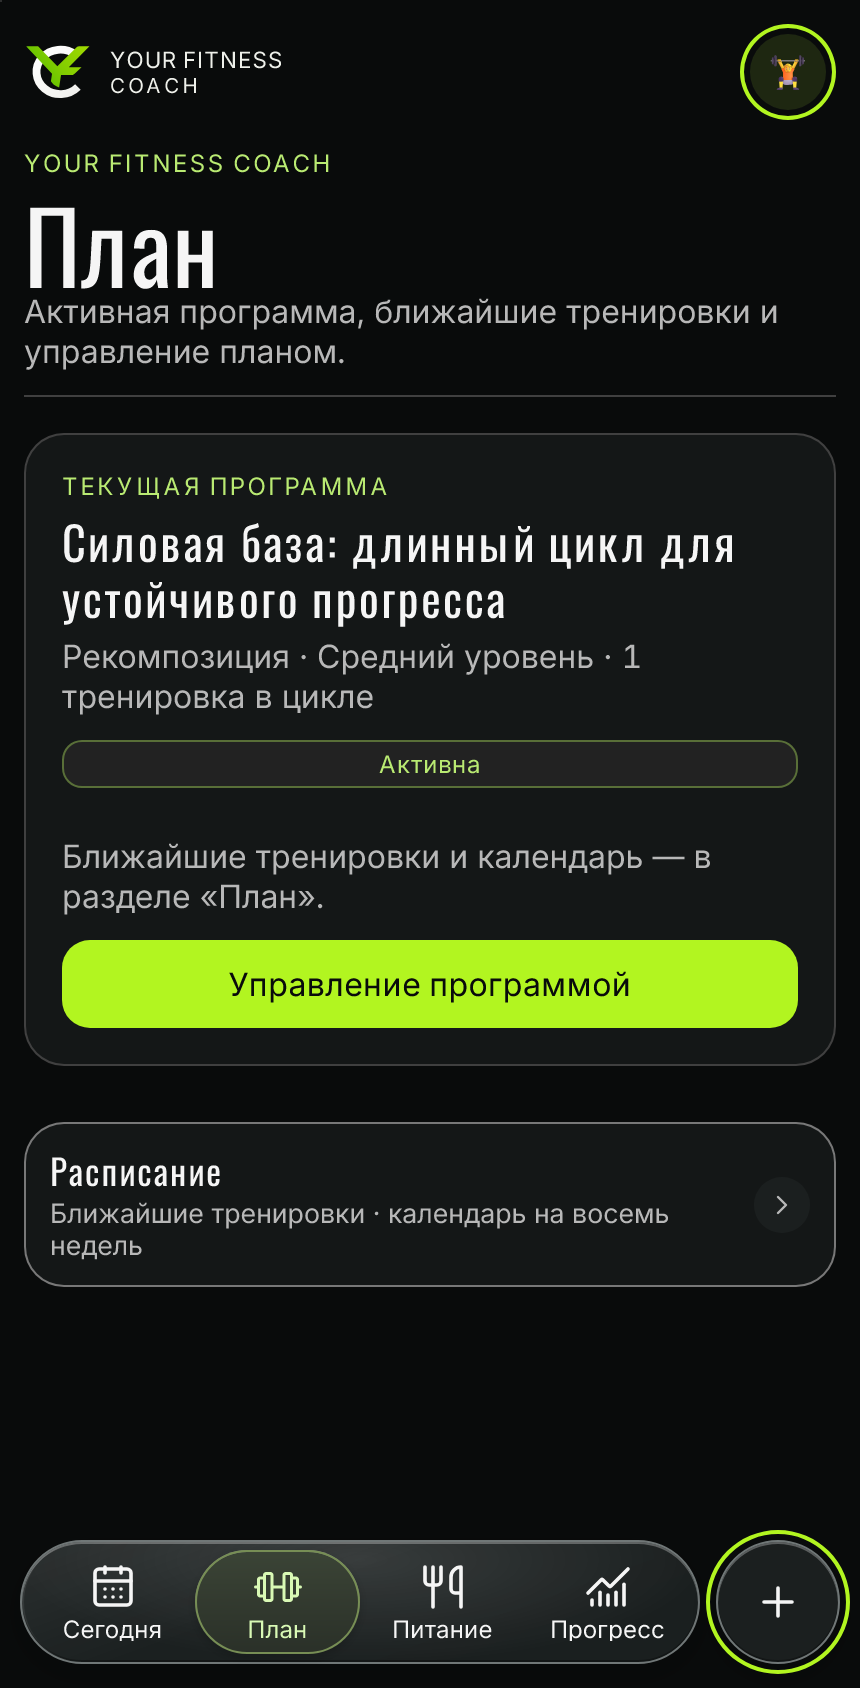 YOUR FITNESS
COACH
YOUR FITNESS COACH
План
Активная программа, ближайшие тренировки и
управление планом.
ТЕКУЩАЯ ПРОГРАММА
Силовая база: длинный цикл для
устойчивого прогресса
Рекомпозиция · Средний уровень · 1
тренировка в цикле
Активна
Ближайшие тренировки и календарь — в
разделе «План».
Управление программой
Расписание
Ближайшие тренировки · календарь на восемь
недель
Сегодня
План
Питание
Прогресс